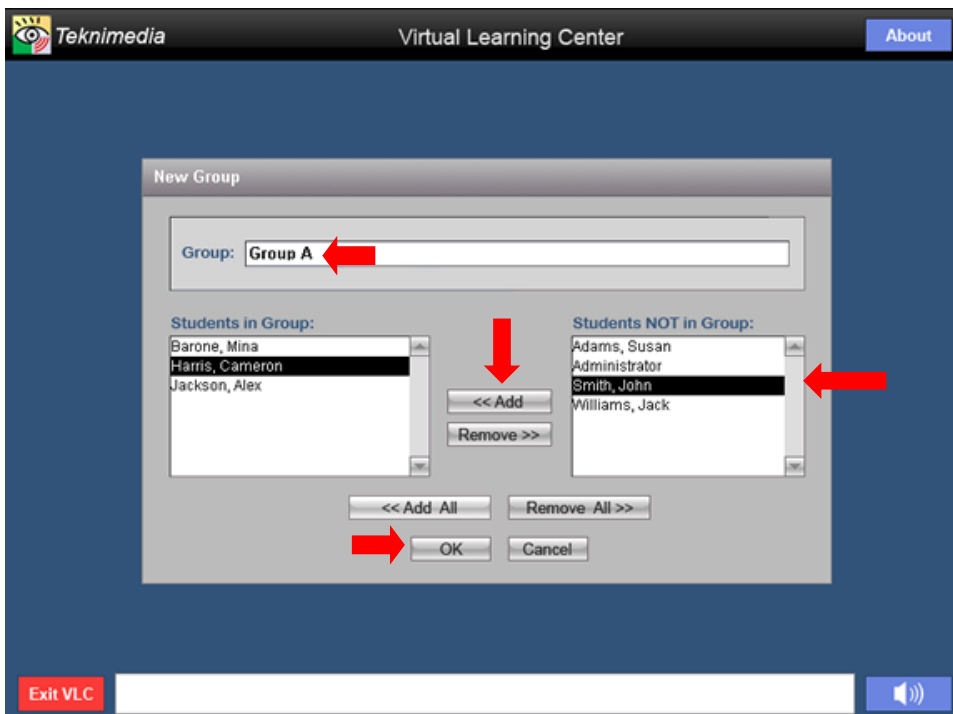 Teknimedia Virtual Learning Center About
New Group
Group: Group A
Students in Group:
Barone, Mina
Harris, Cameron
Jackson, Alex
<< Add
Remove >>
Students NOT in Group:
Adams, Susan
Administrator
Smith, John
Williams, Jack
<< Add All Remove All >>
OK Cancel
Exit VLC